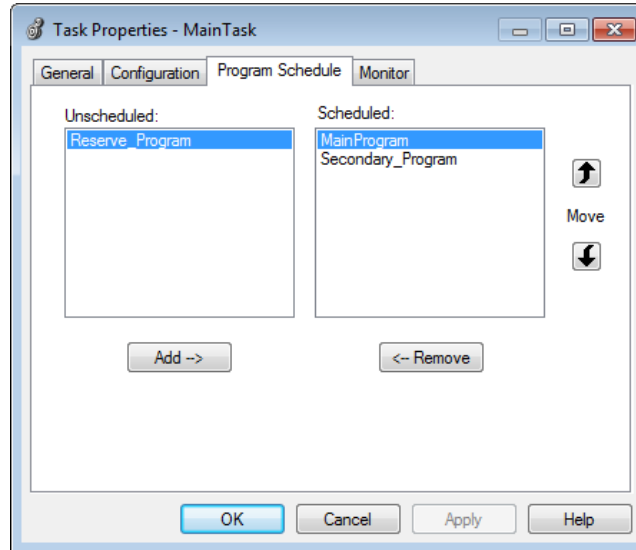 Task Properties - MainTask
General Configuration Program Schedule Monitor
Unscheduled:
Reserve_Program
Scheduled:
MainProgram
Secondary_Program
Move
Add -->
<-- Remove
OK Cancel Apply Help